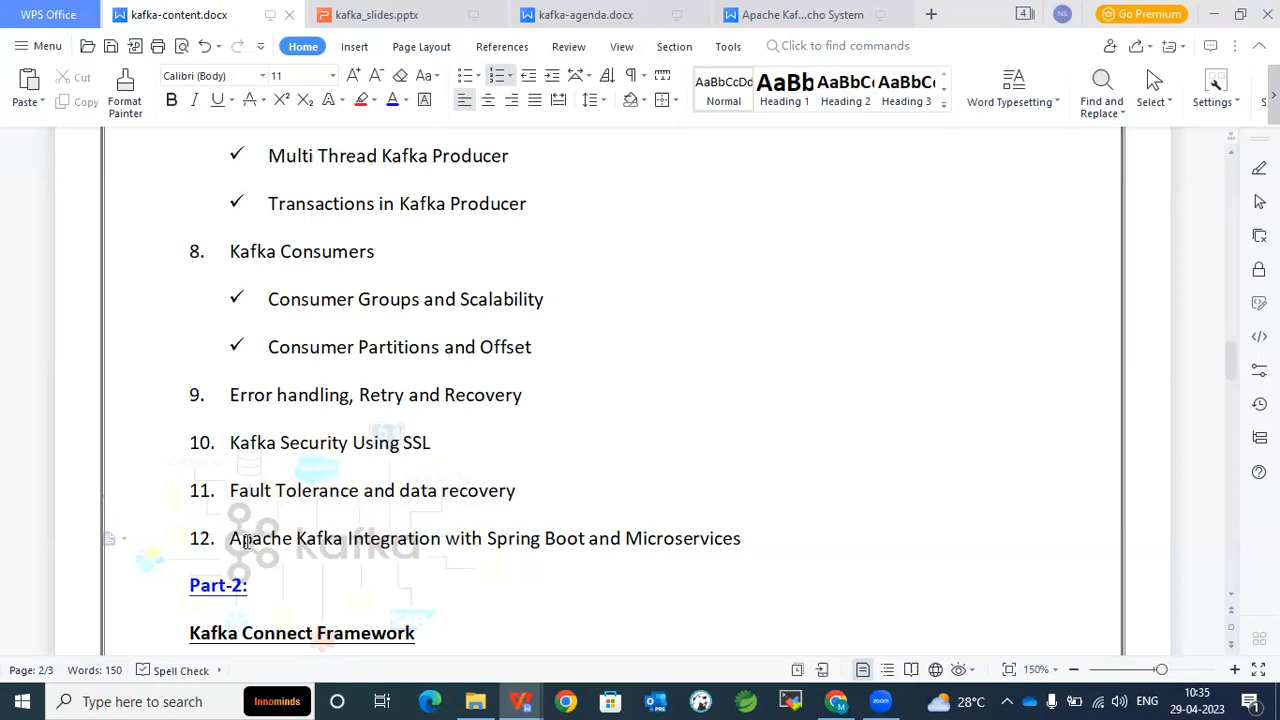 WPS Office
kafka-content.docx
kafka_slides.pptx
kafka-agenda.docx
Apache Kaf...cho System
4
NS
Go Premium
Menu
Home
Insert
Page Layout
References
Review
View
Section
Tools
Click to find commands
Paste
Cut
Copy
Format Painter
Calibri (Body)
11
AaBbCcDd
Normal
AaBb
Heading 1
AaBbC
Heading 2
AaBbC
Heading 3
Word Typesetting
Find and Replace
Select
Settings
✓ Multi Thread Kafka Producer
✓ Transactions in Kafka Producer
8. Kafka Consumers
✓ Consumer Groups and Scalability
✓ Consumer Partitions and Offset
9. Error handling, Retry and Recovery
10. Kafka Security Using SSL
11. Fault Tolerance and data recovery
12. Apache Kafka Integration with Spring Boot and Microservices
kafka
Part-2:
Kafka Connect Framework
Page: 2/3
Words: 150
Spell Check
150%
Type here to search
Innominds
28°C
ENG
10:35
29-04-2023